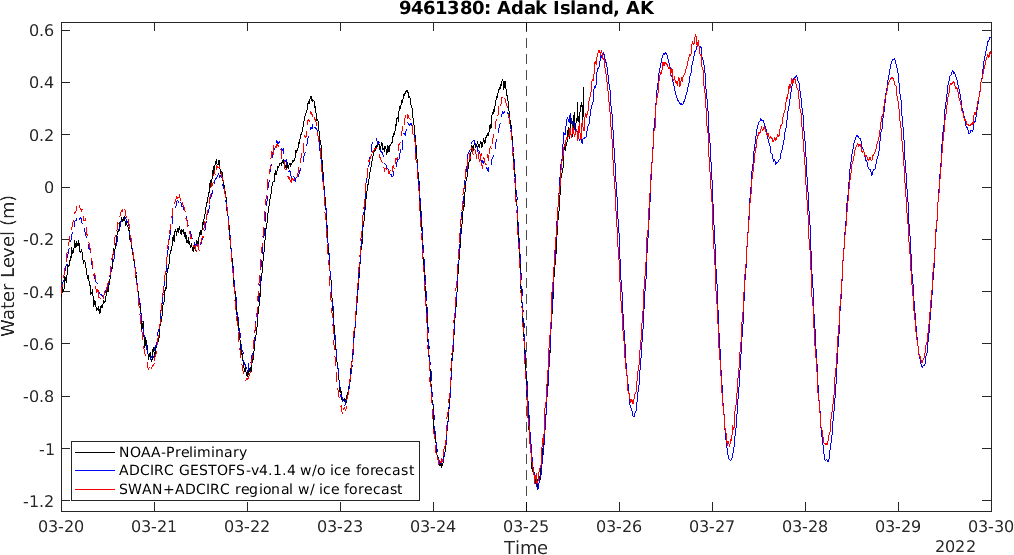 9461380: Adak Island, AK
Water Level (m)
0.6
0.4
0.2
0
-0.2
-0.4
-0.6
-0.8
-1
-1.2
NOAA-Preliminary
ADCIRC GESTOFS-v4.1.4 w/o ice forecast
SWAN+ADCIRC regional w/ ice forecast
03-20 03-21 03-22 03-23 03-24 03-25 03-26 03-27 03-28 03-29 03-30
Time
2022